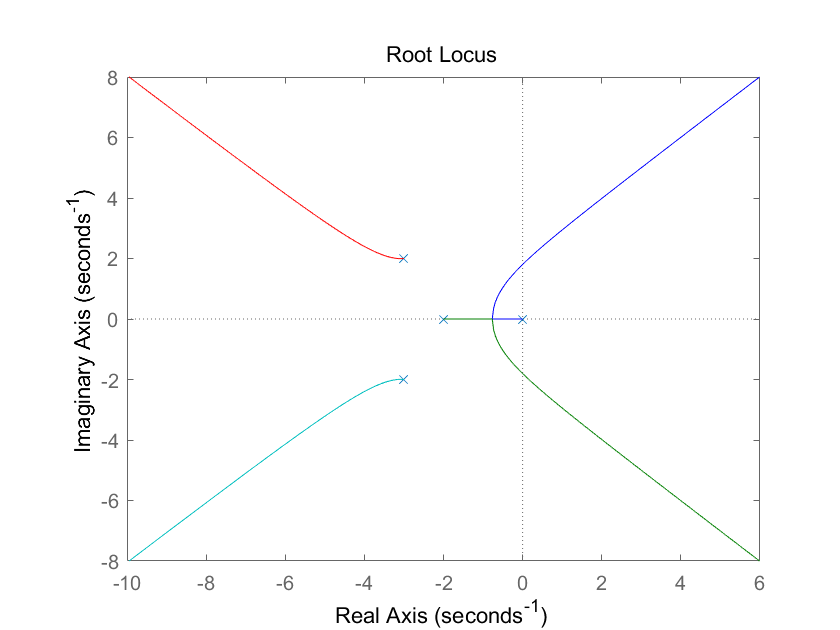 Root Locus
Imaginary Axis (seconds⁻¹)
8
6
4
2
0
-2
-4
-6
-8
-10 -8 -6 -4 -2 0 2 4 6
Real Axis (seconds⁻¹)